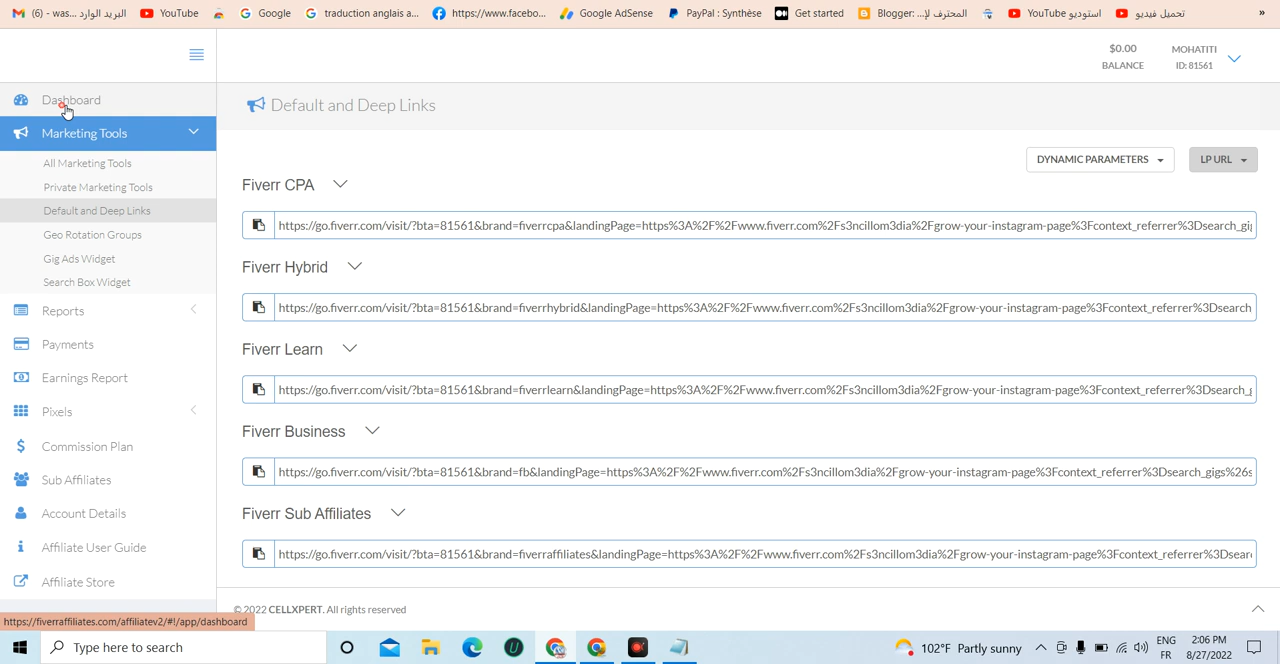 (6) البريد الوارد - was...
YouTube
Google
traduction anglais a...
https://www.facebo...
Google AdSense
PayPal : Synthèse
Get started
Blogger: المحترف لإ...
YouTube استوديو
تحميل فيديو
»
$0.00
BALANCE
MOHATITI
ID: 81561
Dashboard
Marketing Tools
All Marketing Tools
Private Marketing Tools
Default and Deep Links
Geo Rotation Groups
Gig Ads Widget
Search Box Widget
Reports
Payments
Earnings Report
Pixels
Commission Plan
Sub Affiliates
Account Details
Affiliate User Guide
Affiliate Store
https://fiverraffiliates.com/affiliatev2/#!/app/dashboard
Default and Deep Links
DYNAMIC PARAMETERS
LP URL
Fiverr CPA
https://go.fiverr.com/visit/?bta=81561&brand=fiverrcpa&landingPage=https%3A%2F%2Fwww.fiverr.com%2Fs3ncillom3dia%2Fgrow-your-instagram-page%3Fcontext_referrer%3Dsearch_gig
Fiverr Hybrid
https://go.fiverr.com/visit/?bta=81561&brand=fiverrhybrid&landingPage=https%3A%2F%2Fwww.fiverr.com%2Fs3ncillom3dia%2Fgrow-your-instagram-page%3Fcontext_referrer%3Dsearch
Fiverr Learn
https://go.fiverr.com/visit/?bta=81561&brand=fiverrlearn&landingPage=https%3A%2F%2Fwww.fiverr.com%2Fs3ncillom3dia%2Fgrow-your-instagram-page%3Fcontext_referrer%3Dsearch_g
Fiverr Business
https://go.fiverr.com/visit/?bta=81561&brand=fb&landingPage=https%3A%2F%2Fwww.fiverr.com%2Fs3ncillom3dia%2Fgrow-your-instagram-page%3Fcontext_referrer%3Dsearch_gigs%26s
Fiverr Sub Affiliates
https://go.fiverr.com/visit/?bta=81561&brand=fiverraffiliates&landingPage=https%3A%2F%2Fwww.fiverr.com%2Fs3ncillom3dia%2Fgrow-your-instagram-page%3Fcontext_referrer%3Dsear
© 2022 CELLXPERT. All rights reserved
Type here to search
102°F Partly sunny
ENG
FR
2:06 PM
8/27/2022